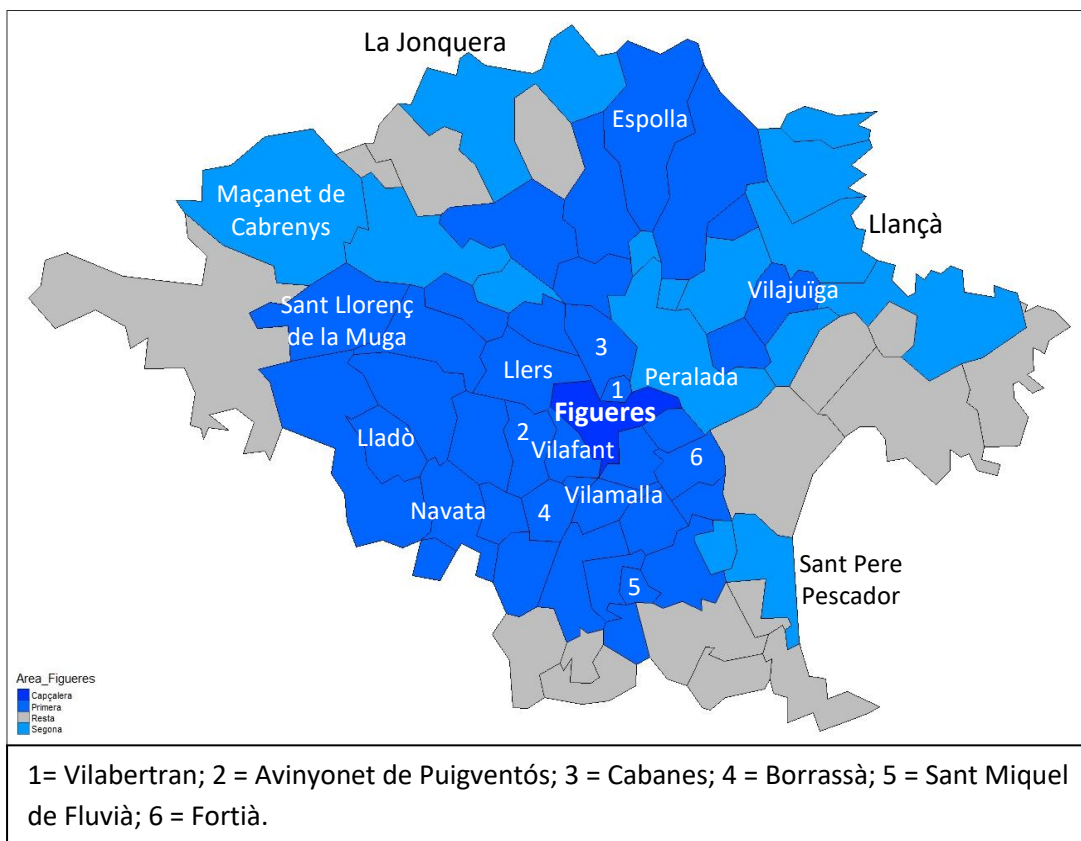 La Jonquera
Espolla
Maçanet de
Cabrenys
Llançà
Sant Llorenç
de la Muga
Vilajuïga
3
Llers
Peralada
1
Figueres
2
Vilafant
Lladò
6
Vilamalla
Navata
4
Sant Pere
Pescador
5
Area_Figueres
Capçalera
Primera
Resta
Segona
1= Vilabertran; 2 = Avinyonet de Puigventós; 3 = Cabanes; 4 = Borrassà; 5 = Sant Miquel
de Fluvià; 6 = Fortià.